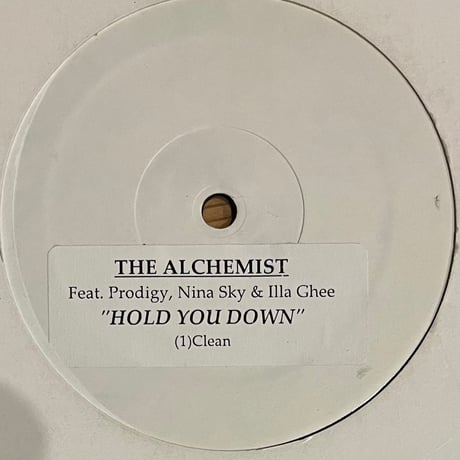 THE ALCHEMIST
Feat. Prodigy, Nina Sky & Illa Ghee
"HOLD YOU DOWN"
(1)Clean